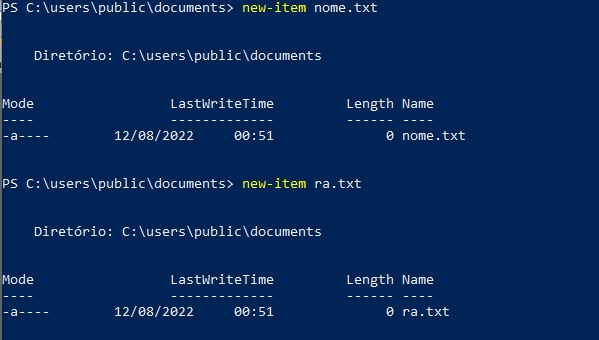 PS C:\users\public\documents> new-item nome.txt
Diretório: C:\users\public\documents
Mode                 LastWriteTime         Length Name
----                 -------------         ------ ----
-a----        12/08/2022     00:51              0 nome.txt
PS C:\users\public\documents> new-item ra.txt
Diretório: C:\users\public\documents
Mode                 LastWriteTime         Length Name
----                 -------------         ------ ----
-a----        12/08/2022     00:51              0 ra.txt